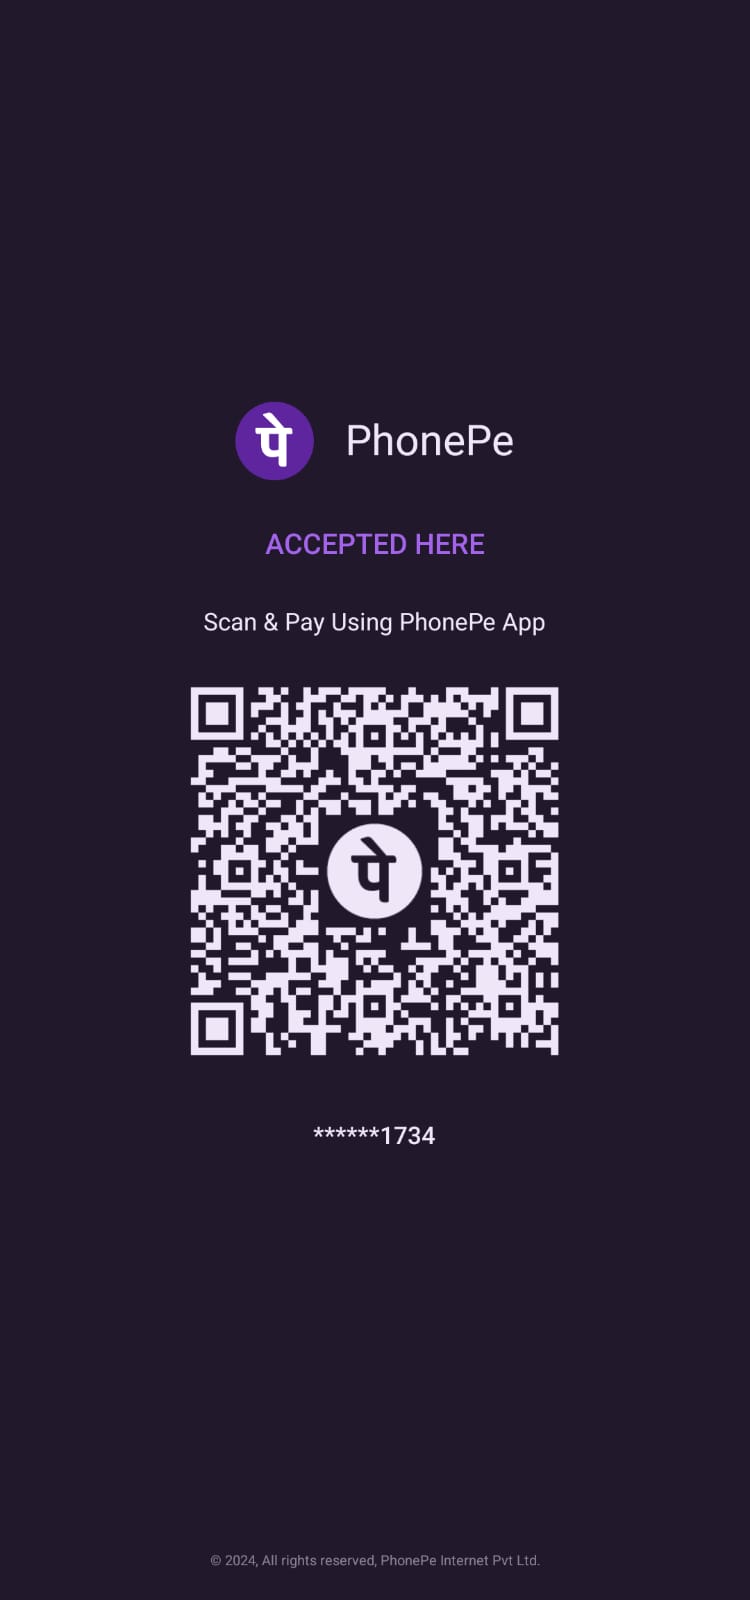 पे PhonePe
ACCEPTED HERE
Scan & Pay Using PhonePe App
पे
******1734
© 2024, All rights reserved, PhonePe Internet Pvt Ltd.